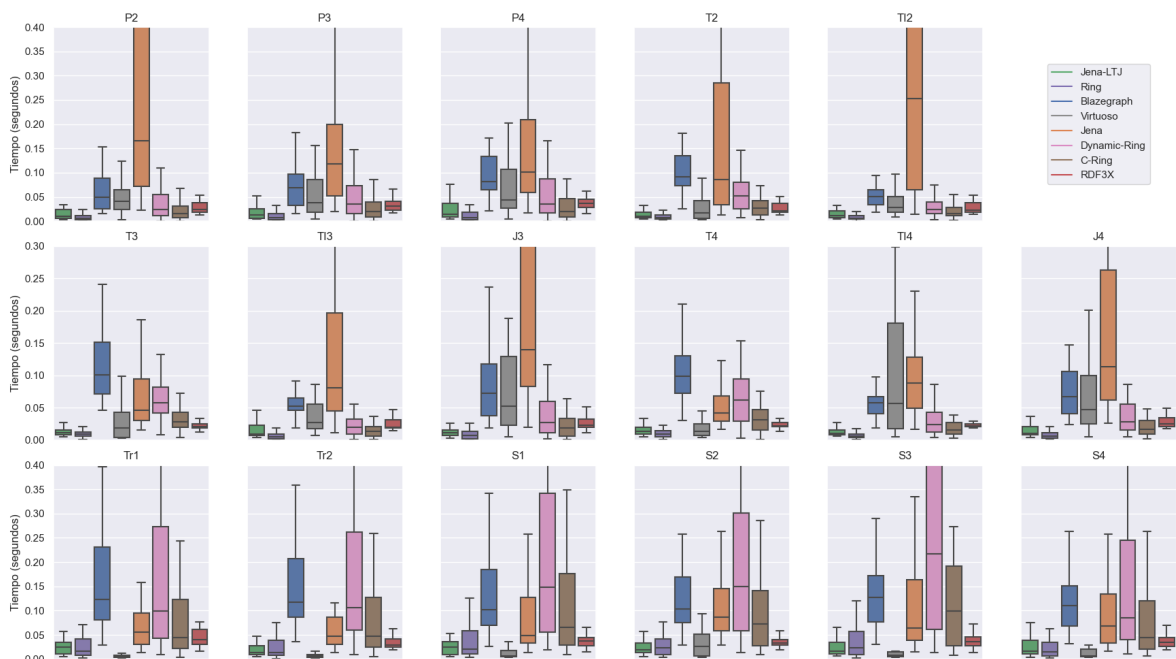 P2 P3 P4 T2 TI2
Tiempo (segundos)
0.40
0.35
0.30
0.25
0.20
0.15
0.10
0.05
0.00
Jena-LTJ
Ring
Blazegraph
Virtuoso
Jena
Dynamic-Ring
C-Ring
RDF3X
T3 TI3 J3 T4 TI4 J4
Tiempo (segundos)
0.30
0.25
0.20
0.15
0.10
0.05
0.00
Tr1 Tr2 S1 S2 S3 S4
Tiempo (segundos)
0.40
0.35
0.30
0.25
0.20
0.15
0.10
0.05